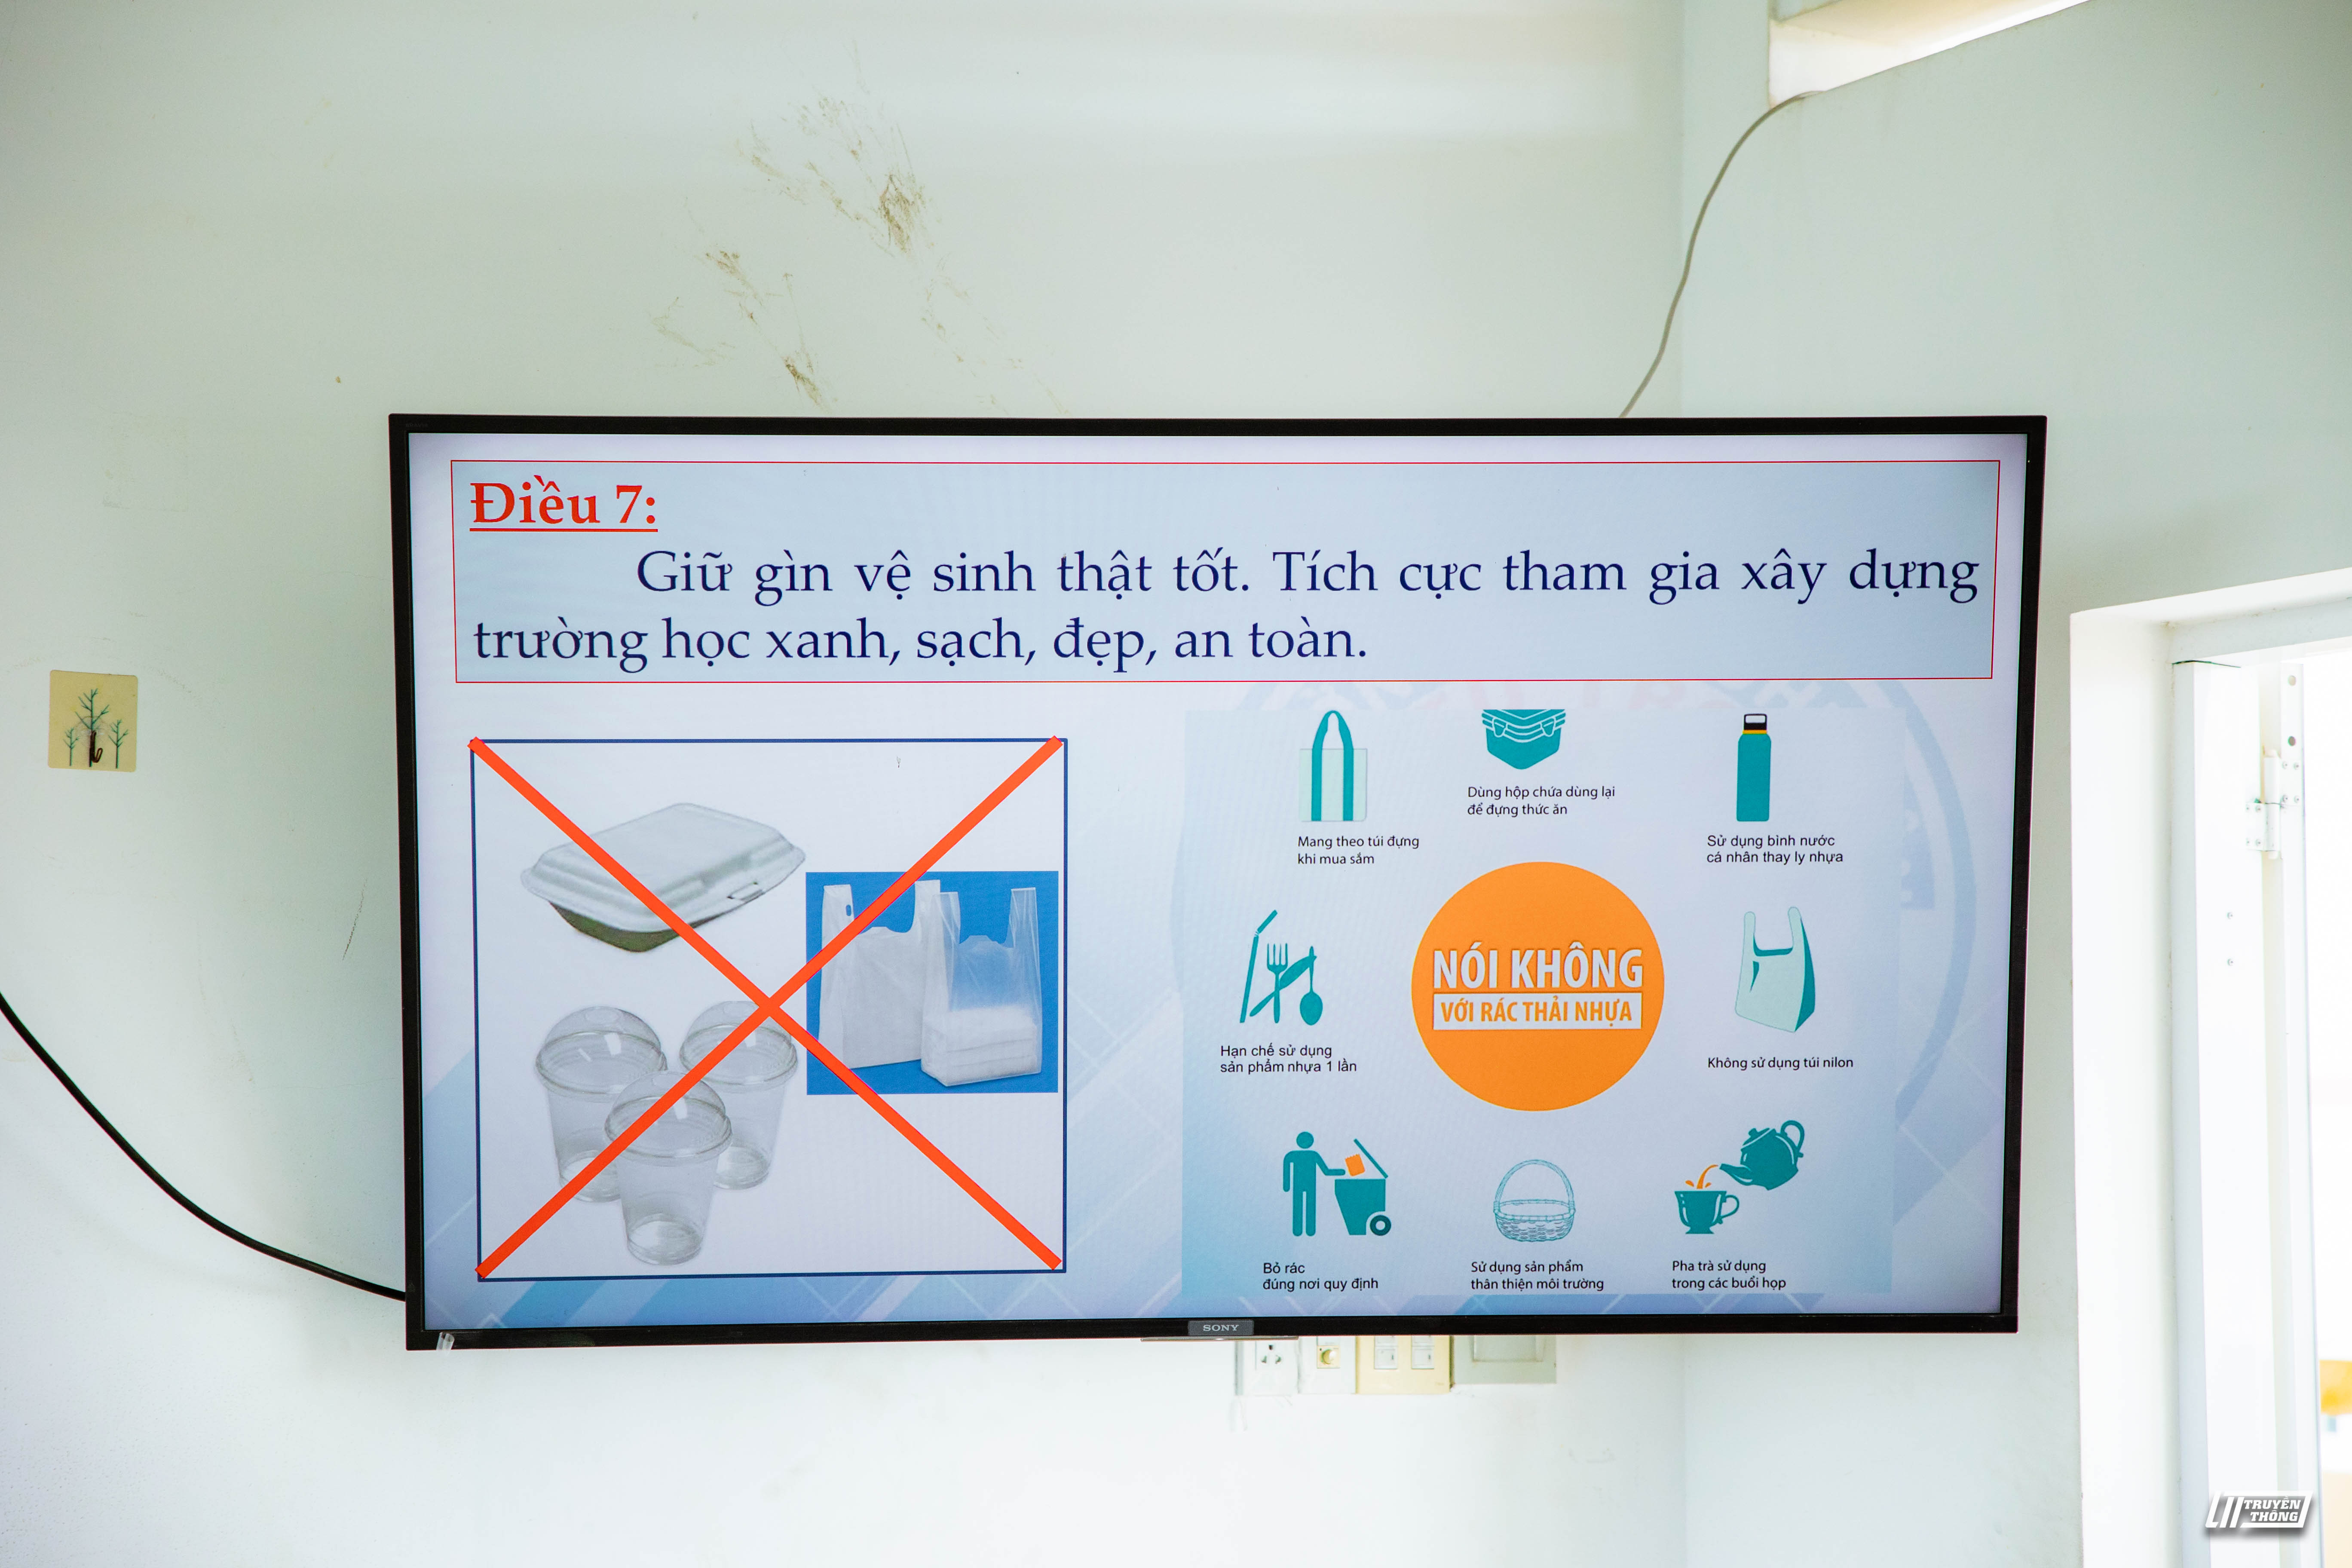 Điều 7:
Giữ gìn vệ sinh thật tốt. Tích cực tham gia xây dựng
trường học xanh, sạch, đẹp, an toàn.
Mang theo túi đựng
khi mua sắm
Dùng hộp chứa dùng lại
để đựng thức ăn
Sử dụng bình nước
cá nhân thay ly nhựa
Hạn chế sử dụng
sản phẩm nhựa 1 lần
NÓI KHÔNG
VỚI RÁC THẢI NHỰA
Không sử dụng túi nilon
Bỏ rác
đúng nơi quy định
Sử dụng sản phẩm
thân thiện môi trường
Pha trà sử dụng
trong các buổi họp
SONY
TRUYỀN
THÔNG